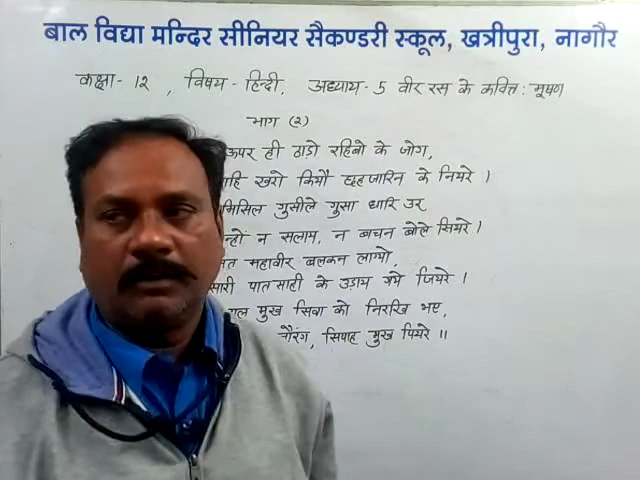 बाल विद्या मन्दिर सीनियर सैकण्डरी स्कूल, खत्रीपुरा, नागौर
कक्षा - 12 , विषय - हिन्दी, अध्याय - 5 वीर रस के कवित्त : भूषण
भाग (2)
ऊपर ही ठाडो रहिबो के जोग,
खरो कियौ छहजारिन के नियरे ।
गुसीले गुसा धारि उर
न सलाम, न बचन बोले सियरे ।
महावीर बलकन लाग्यो,
पातसाही के उड़ाय गये जियरे ।
मुख सिवा को निरखि भए,
नौरंग, सिपाह मुख पियरे ॥